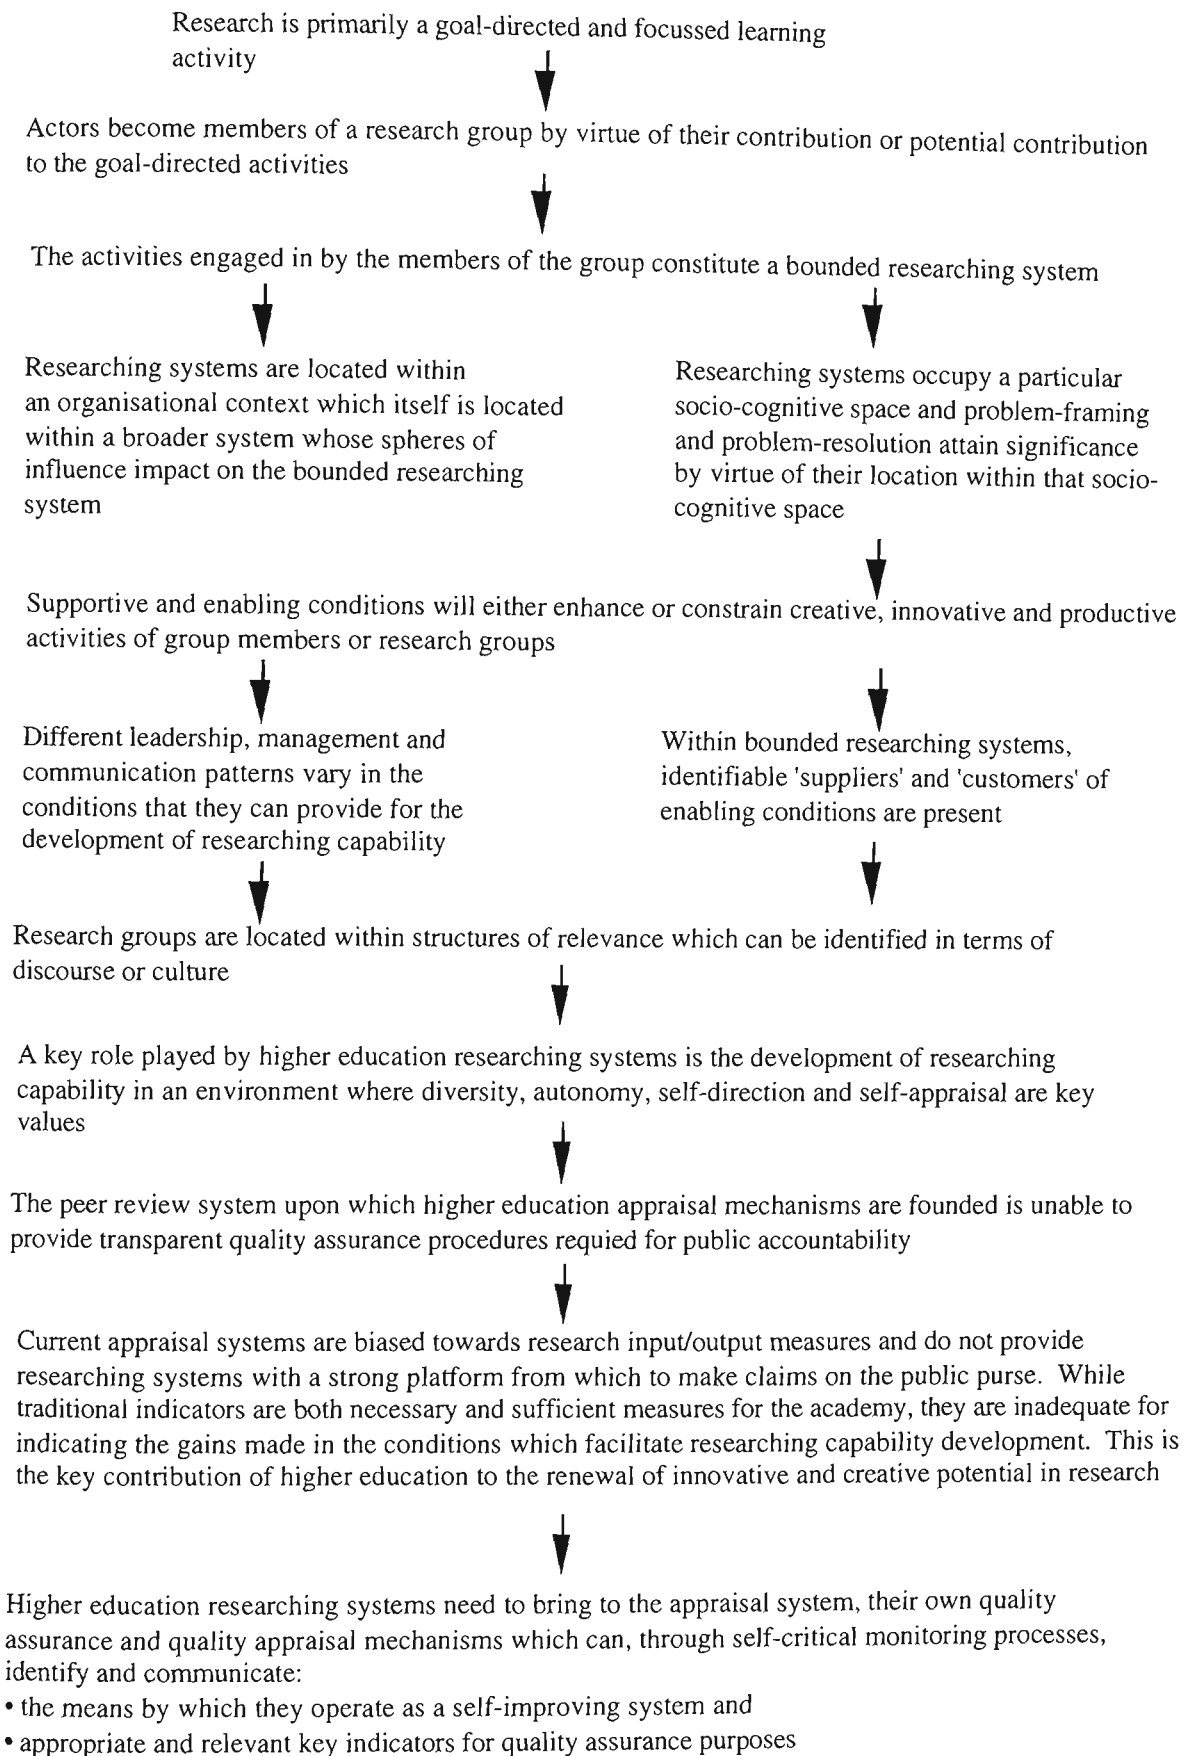 Research is primarily a goal-directed and focussed learning
activity
Actors become members of a research group by virtue of their contribution or potential contribution
to the goal-directed activities
The activities engaged in by the members of the group constitute a bounded researching system
Researching systems are located within
an organisational context which itself is located
within a broader system whose spheres of
influence impact on the bounded researching
system
Researching systems occupy a particular
socio-cognitive space and problem-framing
and problem-resolution attain significance
by virtue of their location within that socio-
cognitive space
Supportive and enabling conditions will either enhance or constrain creative, innovative and productive
activities of group members or research groups
Different leadership, management and
communication patterns vary in the
conditions that they can provide for the
development of researching capability
Within bounded researching systems,
identifiable 'suppliers' and 'customers' of
enabling conditions are present
Research groups are located within structures of relevance which can be identified in terms of
discourse or culture
A key role played by higher education researching systems is the development of researching
capability in an environment where diversity, autonomy, self-direction and self-appraisal are key
values
The peer review system upon which higher education appraisal mechanisms are founded is unable to
provide transparent quality assurance procedures requied for public accountability
Current appraisal systems are biased towards research input/output measures and do not provide
researching systems with a strong platform from which to make claims on the public purse. While
traditional indicators are both necessary and sufficient measures for the academy, they are inadequate for
indicating the gains made in the conditions which facilitate researching capability development. This is
the key contribution of higher education to the renewal of innovative and creative potential in research
Higher education researching systems need to bring to the appraisal system, their own quality
assurance and quality appraisal mechanisms which can, through self-critical monitoring processes,
identify and communicate:
• the means by which they operate as a self-improving system and
• appropriate and relevant key indicators for quality assurance purposes